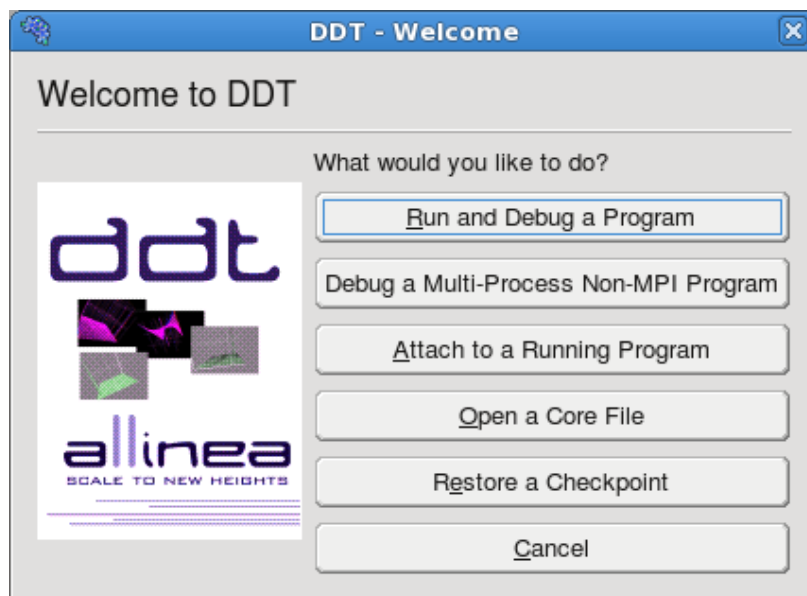 DDT - Welcome
Welcome to DDT
What would you like to do?
ddt
allinea
SCALE TO NEW HEIGHTS
Run and Debug a Program
Debug a Multi-Process Non-MPI Program
Attach to a Running Program
Open a Core File
Restore a Checkpoint
Cancel